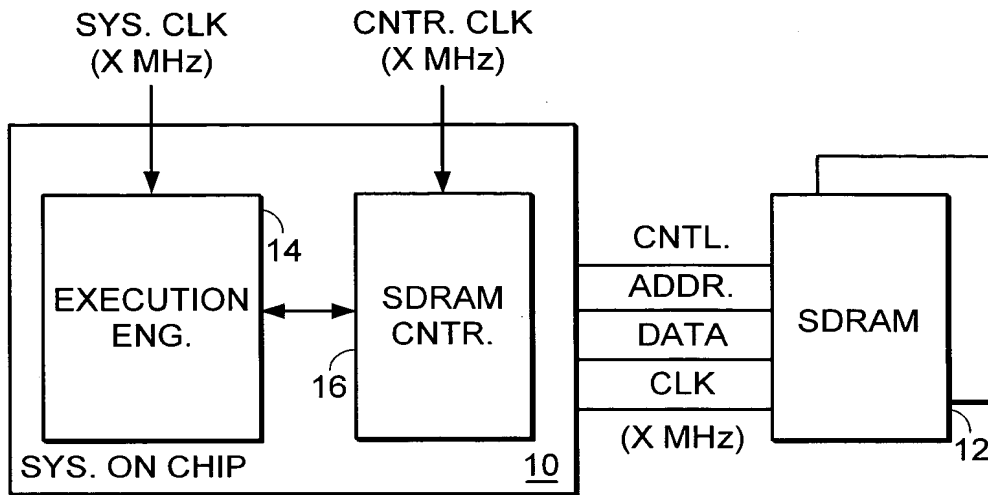 SYS. CLK
(X MHz)
CNTR. CLK
(X MHz)
14
EXECUTION
ENG.
SDRAM
CNTR.
16
SYS. ON CHIP
10
CNTL.
ADDR.
DATA
CLK
(X MHz)
SDRAM
12